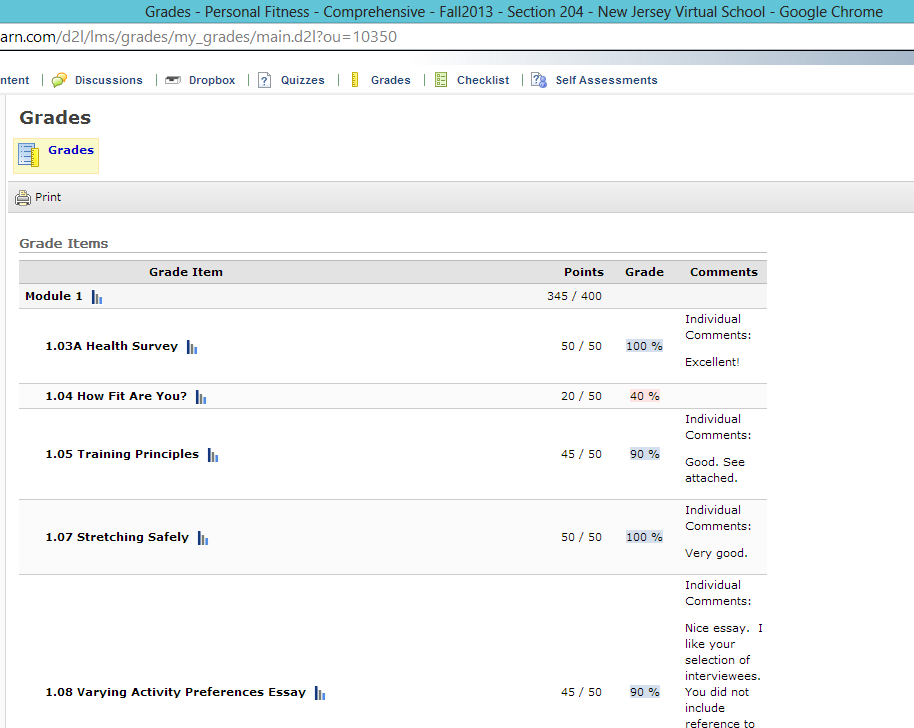 Grades - Personal Fitness - Comprehensive - Fall2013 - Section 204 - New Jersey Virtual School - Google Chrome
arn.com/d2l/lms/grades/my_grades/main.d2l?ou=10350
ntent | Discussions | Dropbox | Quizzes | Grades | Checklist | Self Assessments
Grades
Grades
Print
Grade Items
Grade Item Points Grade Comments
Module 1 345 / 400
1.03A Health Survey 50 / 50 100 %
Individual
Comments:
Excellent!
1.04 How Fit Are You? 20 / 50 40 %
1.05 Training Principles 45 / 50 90 %
Individual
Comments:
Good. See
attached.
1.07 Stretching Safely 50 / 50 100 %
Individual
Comments:
Very good.
1.08 Varying Activity Preferences Essay 45 / 50 90 %
Individual
Comments:
Nice essay. I
like your
selection of
interviewees.
You did not
include
reference to